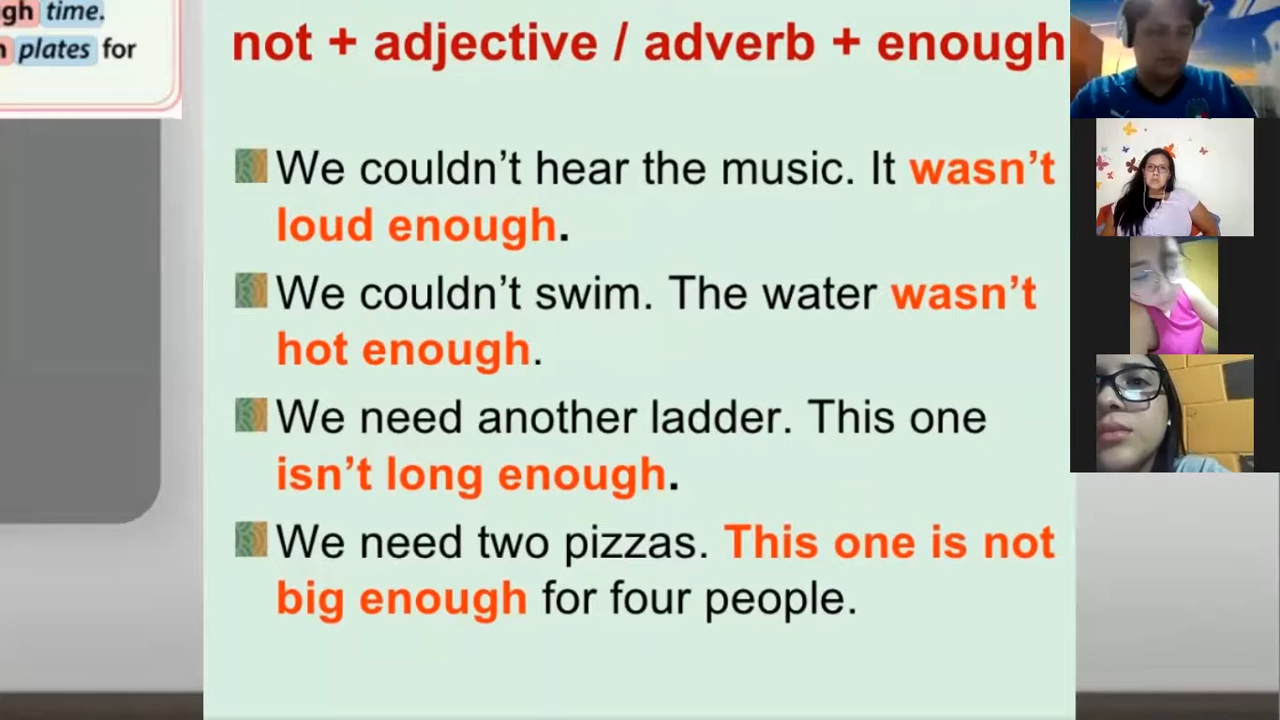 gh time.
plates for
not + adjective / adverb + enough
We couldn't hear the music. It wasn't
loud enough.
We couldn't swim. The water wasn't
hot enough.
We need another ladder. This one
isn't long enough.
We need two pizzas. This one is not
big enough for four people.